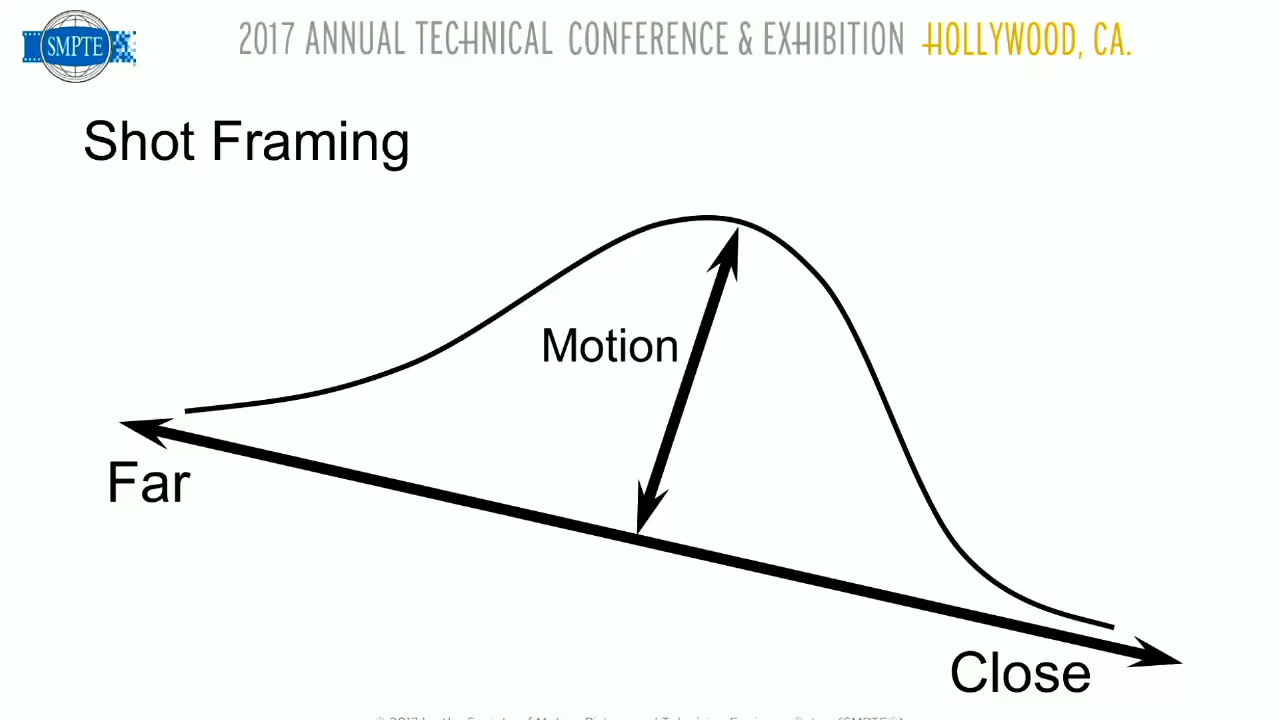 SMPTE
2017 ANNUAL TECHNICAL CONFERENCE & EXHIBITION HOLLYWOOD, CA.
Shot Framing
Motion
Far
Close